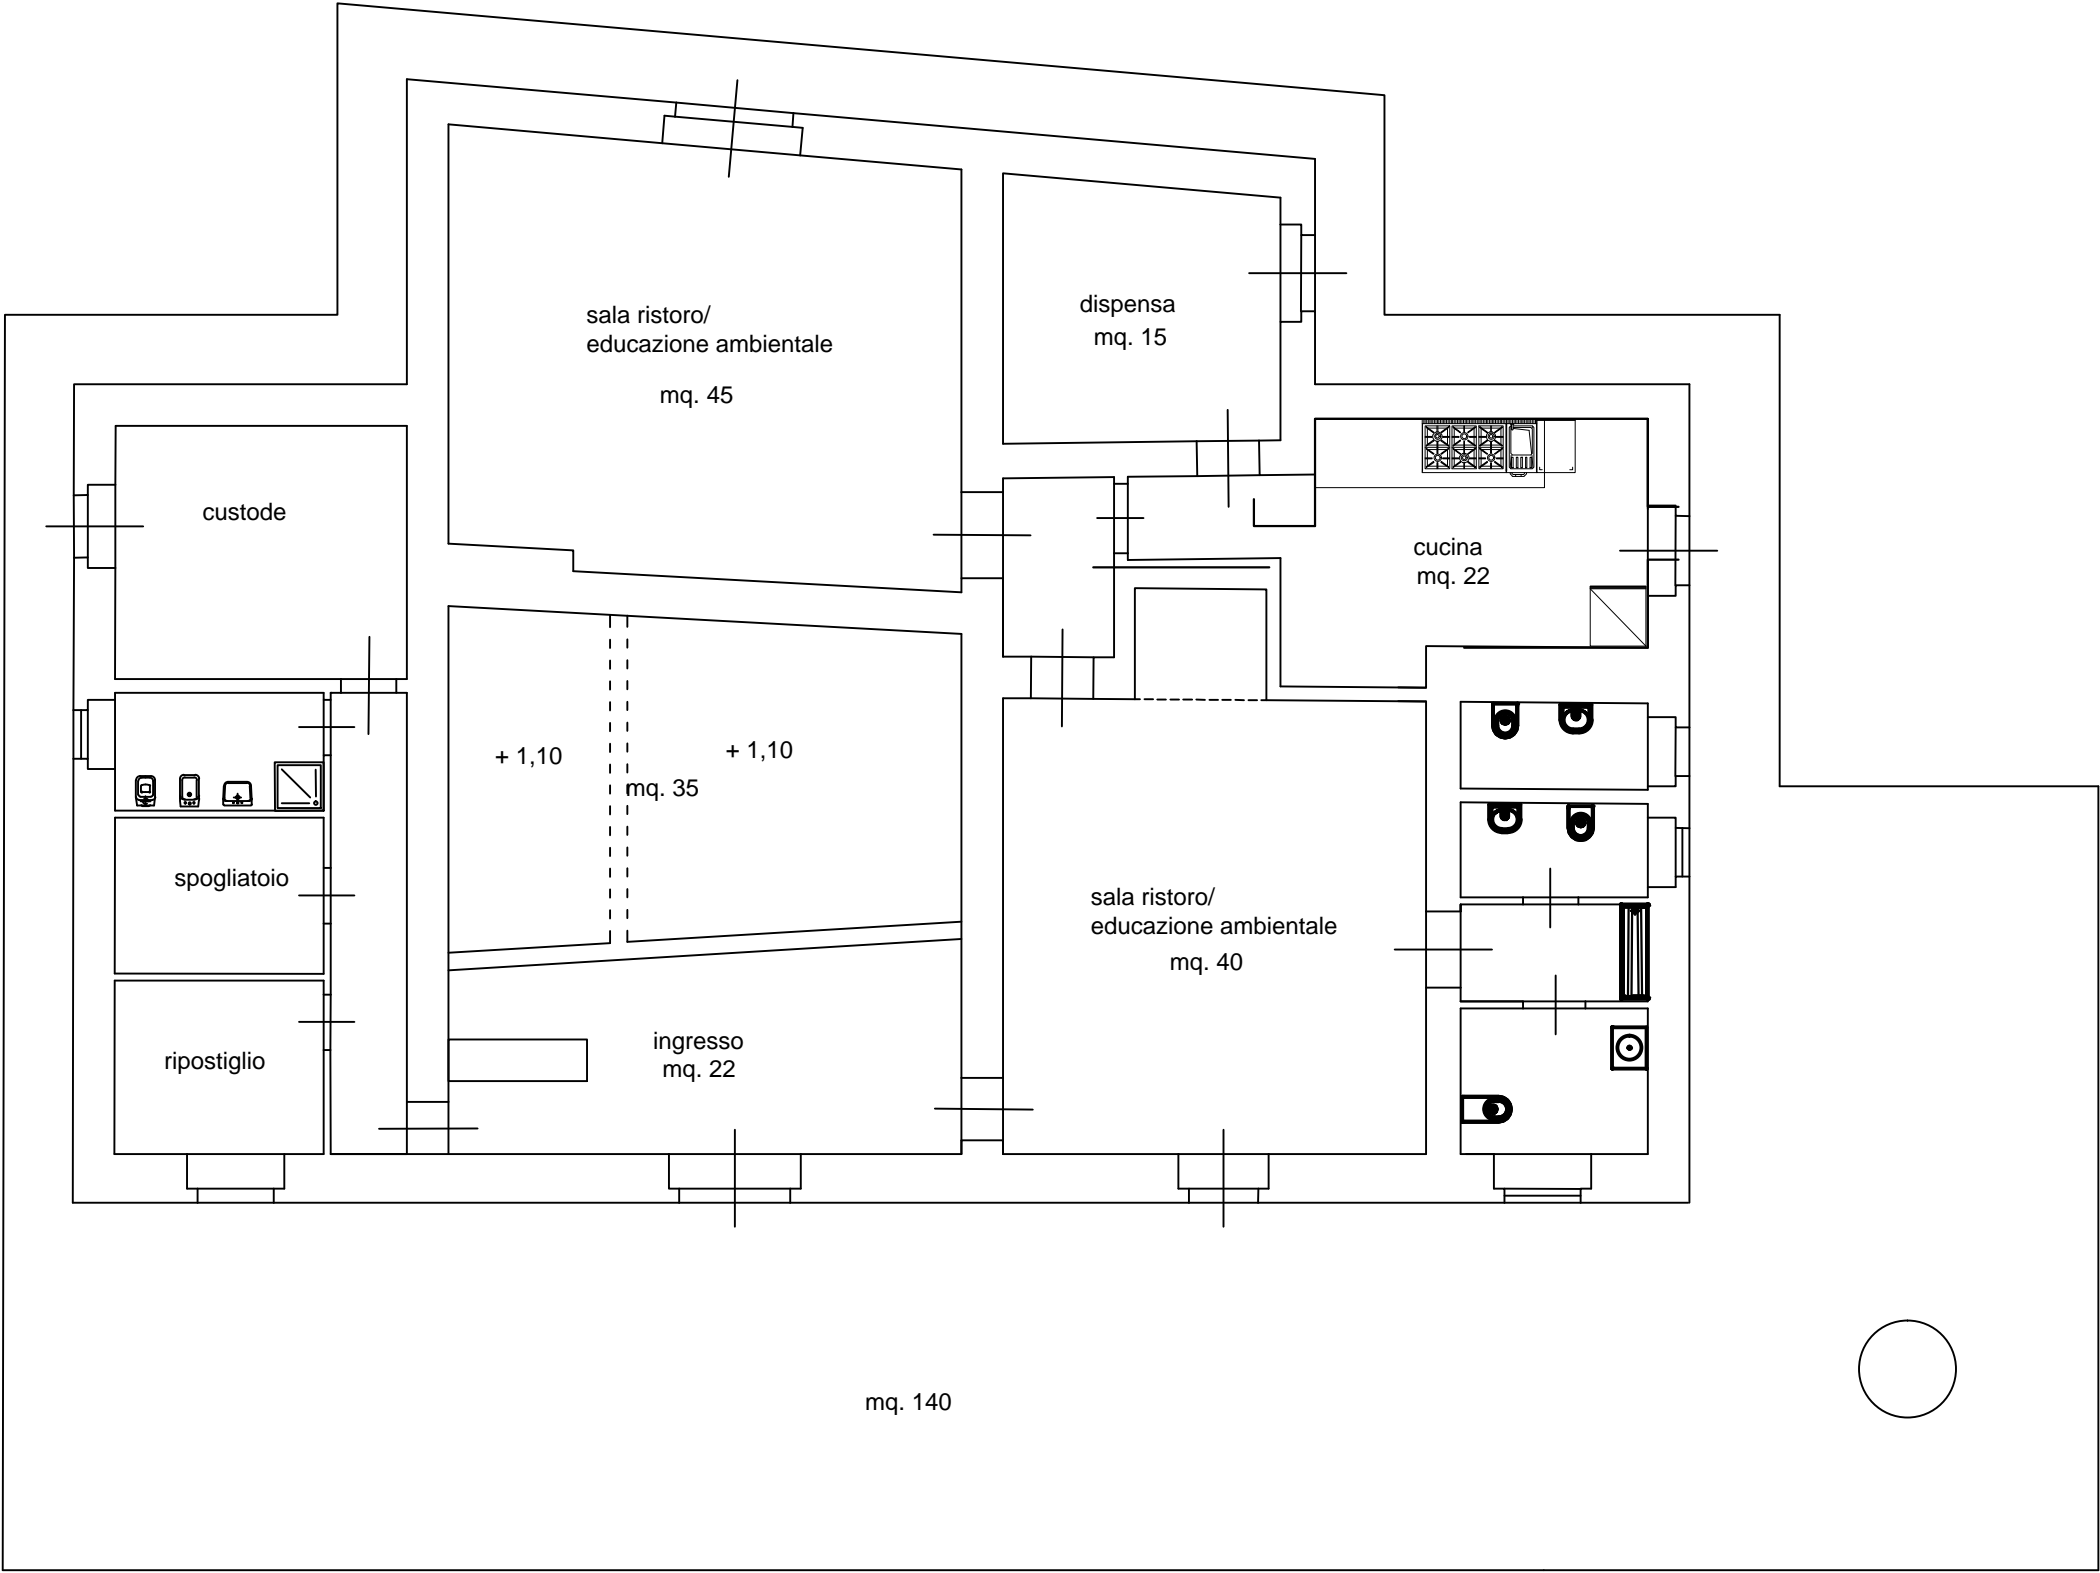 sala ristoro/
educazione ambientale
mq. 45
dispensa
mq. 15
custode
cucina
mq. 22
+ 1,10
+ 1,10
mq. 35
spogliatoio
sala ristoro/
educazione ambientale
mq. 40
ripostiglio
ingresso
mq. 22
mq. 140